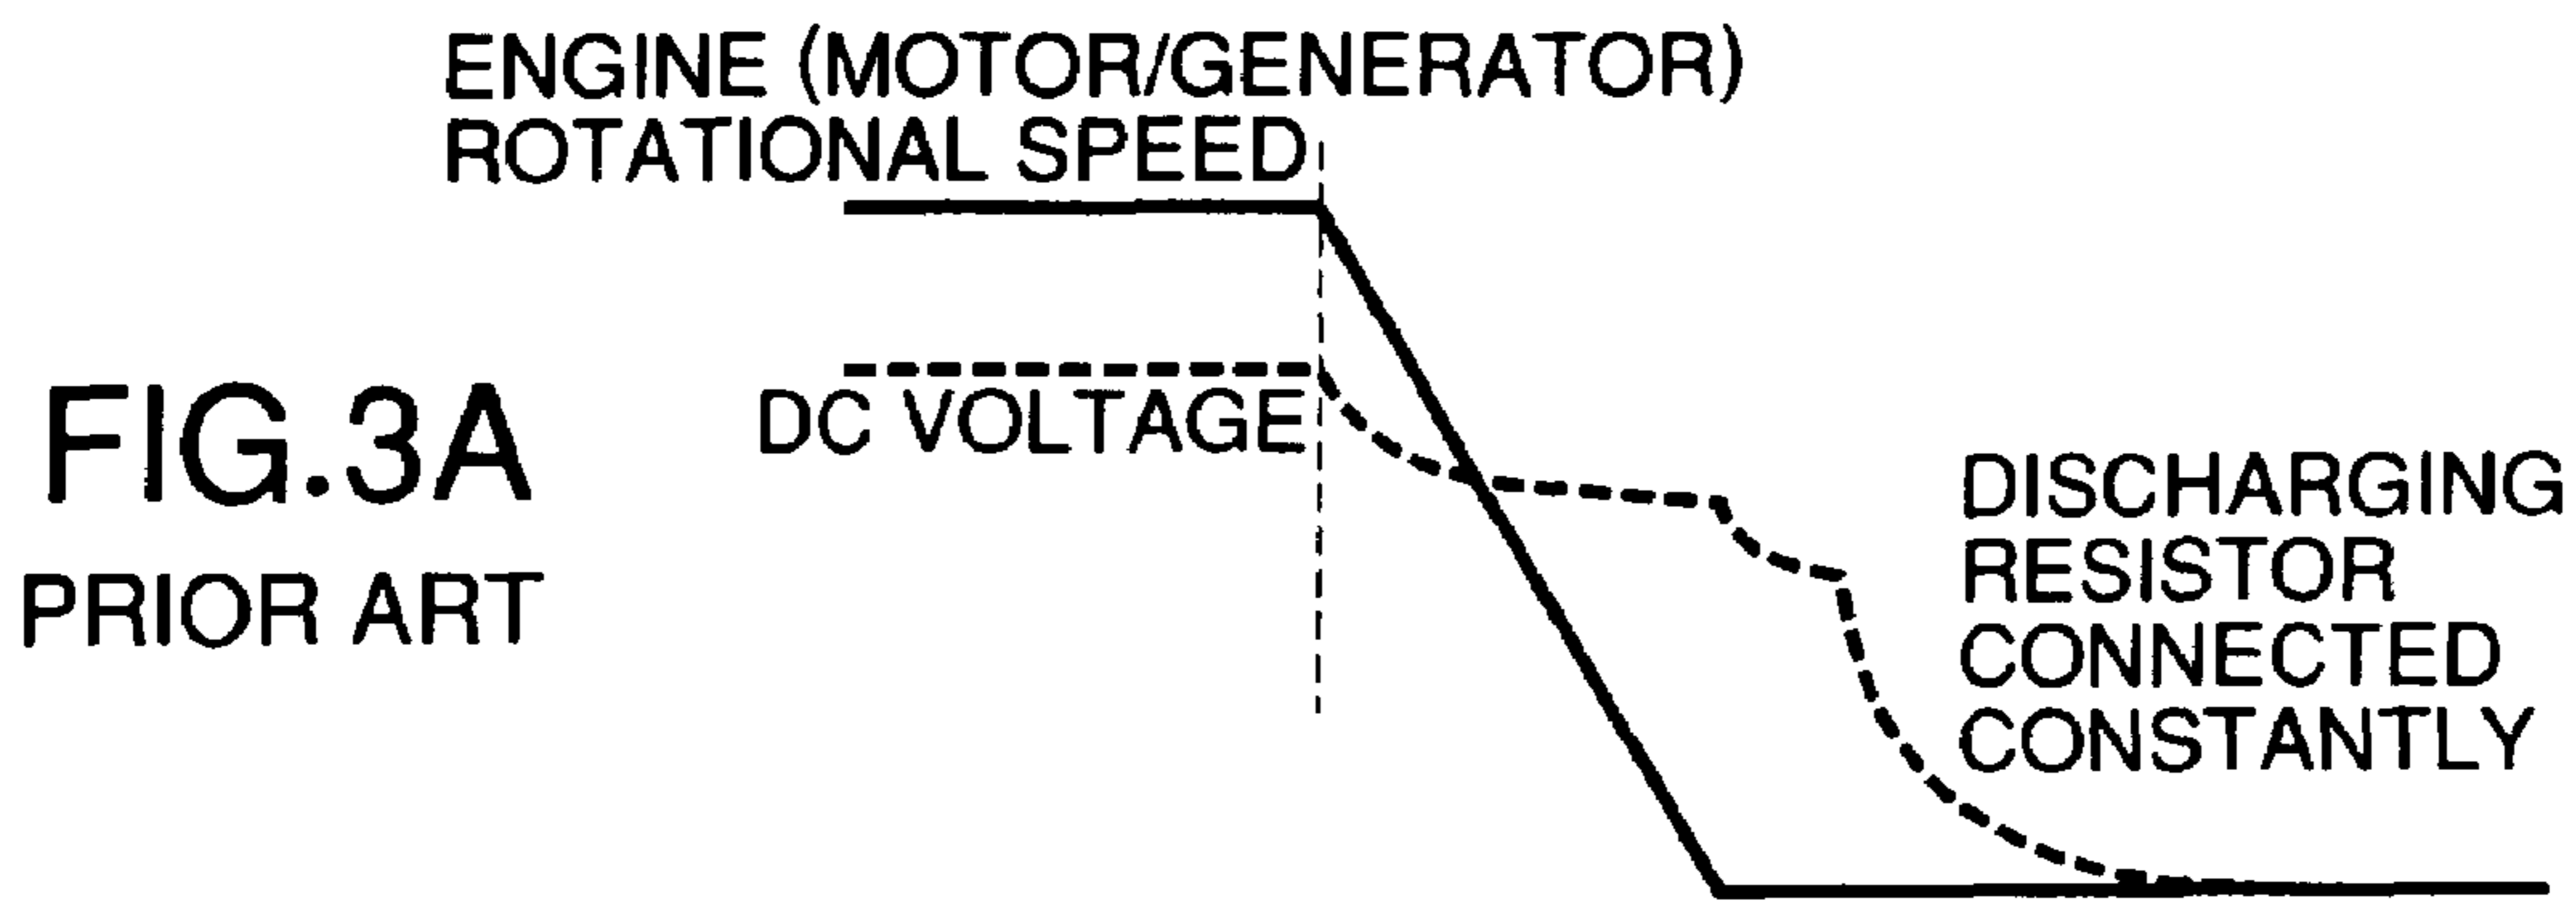 ENGINE (MOTOR/GENERATOR)
ROTATIONAL SPEED
DC VOLTAGE
FIG.3A
PRIOR ART
DISCHARGING
RESISTOR
CONNECTED
CONSTANTLY